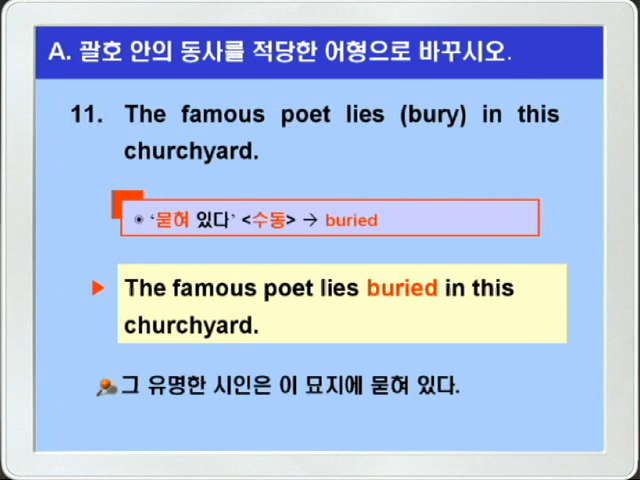 A. 괄호 안의 동사를 적당한 어형으로 바꾸시오.
11. The famous poet lies (bury) in this
churchyard.
◉ ‘묻혀 있다’ <수동> → buried
The famous poet lies buried in this
churchyard.
그 유명한 시인은 이 묘지에 묻혀 있다.